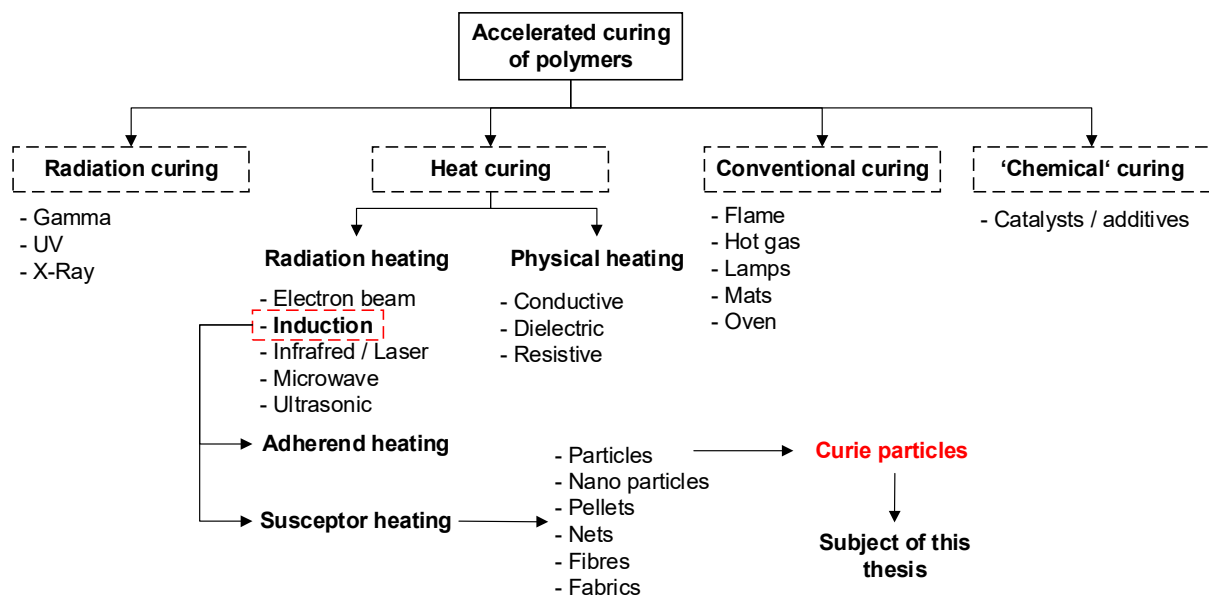 Accelerated curing
of polymers
Radiation curing
- Gamma
- UV
- X-Ray
Heat curing
Radiation heating
- Electron beam
- Induction
- Infrafred / Laser
- Microwave
- Ultrasonic
Physical heating
- Conductive
- Dielectric
- Resistive
Conventional curing
- Flame
- Hot gas
- Lamps
- Mats
- Oven
‘Chemical‘ curing
- Catalysts / additives
Adherend heating
Susceptor heating
- Particles
- Nano particles
- Pellets
- Nets
- Fibres
- Fabrics
Curie particles
Subject of this
thesis